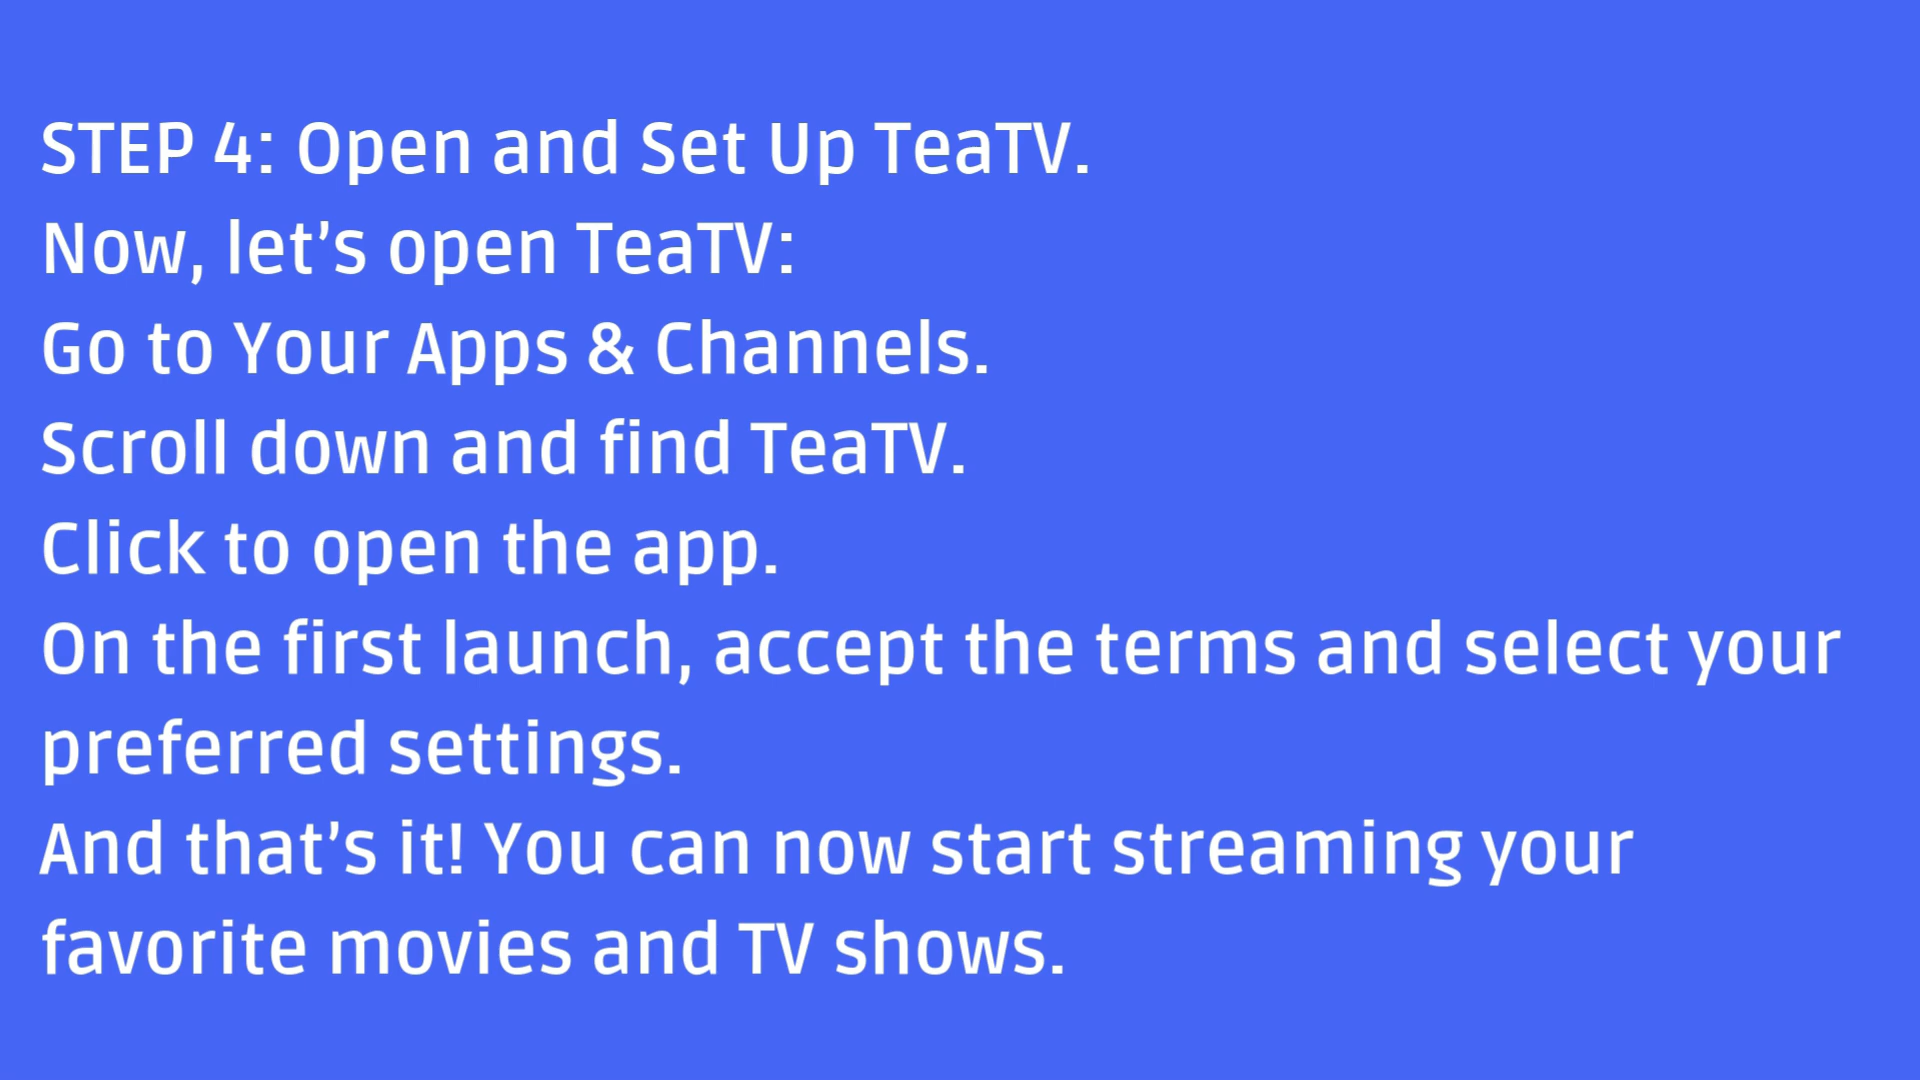 STEP 4: Open and Set Up TeaTV.
Now, let’s open TeaTV:
Go to Your Apps & Channels.
Scroll down and find TeaTV.
Click to open the app.
On the first launch, accept the terms and select your
preferred settings.
And that’s it! You can now start streaming your
favorite movies and TV shows.